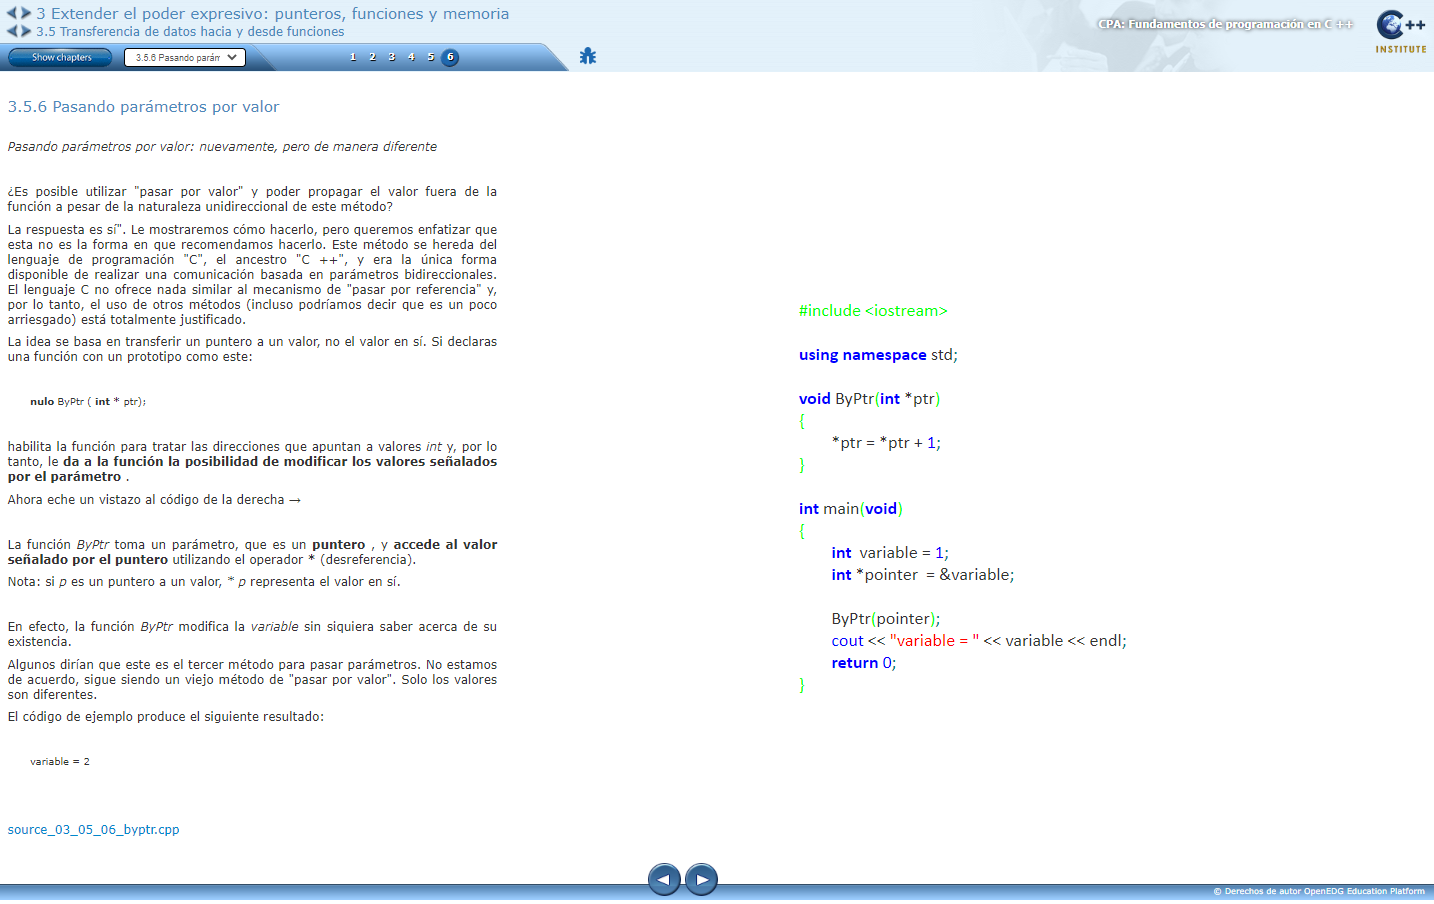 3 Extender el poder expresivo: punteros, funciones y memoria
3.5 Transferencia de datos hacia y desde funciones
CPA: Fundamentos de programación en C ++
C++
INSTITUTE
Show chapters
3.5.6 Pasando parám
1 2 3 4 5 6
3.5.6 Pasando parámetros por valor
Pasando parámetros por valor: nuevamente, pero de manera diferente
¿Es posible utilizar "pasar por valor" y poder propagar el valor fuera de la
función a pesar de la naturaleza unidireccional de este método?
La respuesta es sí". Le mostraremos cómo hacerlo, pero queremos enfatizar que
esta no es la forma en que recomendamos hacerlo. Este método se hereda del
lenguaje de programación "C", el ancestro "C ++", y era la única forma
disponible de realizar una comunicación basada en parámetros bidireccionales.
El lenguaje C no ofrece nada similar al mecanismo de "pasar por referencia" y,
por lo tanto, el uso de otros métodos (incluso podríamos decir que es un poco
arriesgado) está totalmente justificado.
La idea se basa en transferir un puntero a un valor, no el valor en sí. Si declaras
una función con un prototipo como este:
nulo ByPtr ( int * ptr);
habilita la función para tratar las direcciones que apuntan a valores int y, por lo
tanto, le da a la función la posibilidad de modificar los valores señalados
por el parámetro .
Ahora eche un vistazo al código de la derecha →
La función ByPtr toma un parámetro, que es un puntero , y accede al valor
señalado por el puntero utilizando el operador * (desreferencia).
Nota: si p es un puntero a un valor, * p representa el valor en sí.
En efecto, la función ByPtr modifica la variable sin siquiera saber acerca de su
existencia.
Algunos dirían que este es el tercer método para pasar parámetros. No estamos
de acuerdo, sigue siendo un viejo método de "pasar por valor". Solo los valores
son diferentes.
El código de ejemplo produce el siguiente resultado:
variable = 2
source_03_05_06_byptr.cpp
#include <iostream>
using namespace std;
void ByPtr(int *ptr)
{
*ptr = *ptr + 1;
}
int main(void)
{
int  variable = 1;
int *pointer  = &variable;
ByPtr(pointer);
cout << "variable = " << variable << endl;
return 0;
}
© Derechos de autor OpenEDG Education Platform